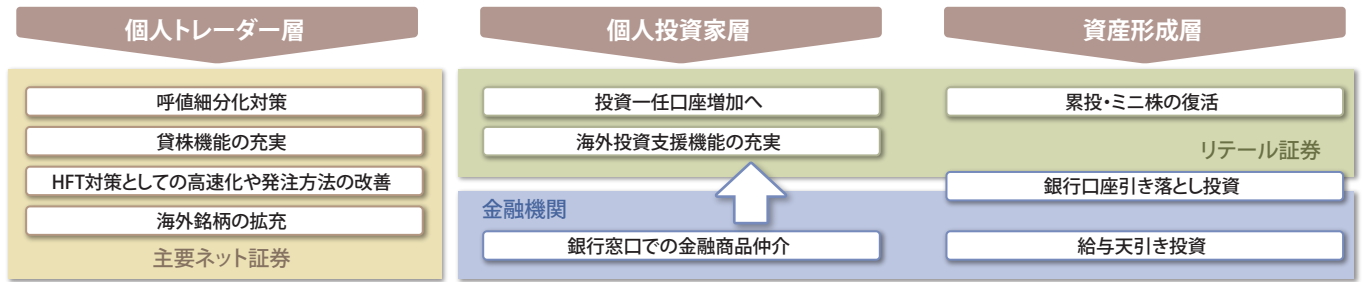 個人トレーダー層
呼値細分化対策
貸株機能の充実
HFT対策としての高速化や発注方法の改善
海外銘柄の拡充
主要ネット証券
個人投資家層
投資一任口座増加へ
海外投資支援機能の充実
金融機関
銀行窓口での金融商品仲介
資産形成層
累投・ミニ株の復活
リテール証券
銀行口座引き落とし投資
給与天引き投資